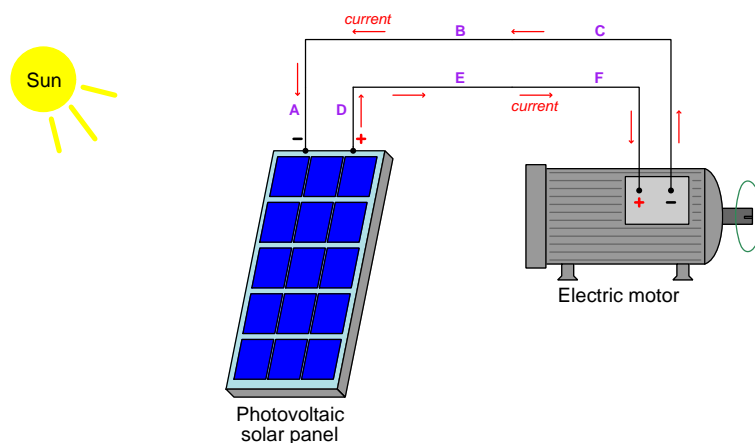 current
B
C
Sun
A
D
E
F
current
−
+
+
−
Electric motor
Photovoltaic
solar panel